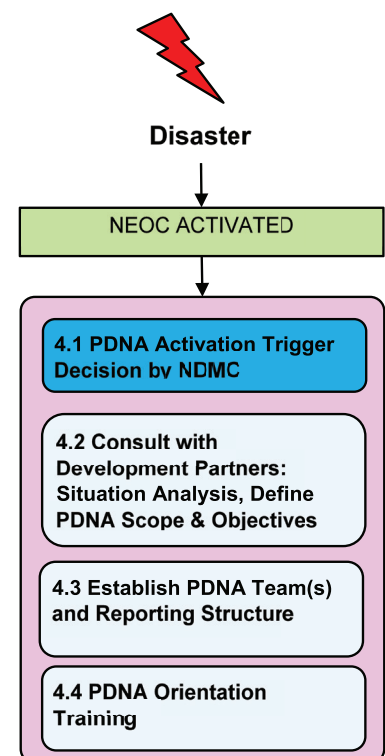 Disaster
NEOC ACTIVATED
4.1 PDNA Activation Trigger
Decision by NDMC
4.2 Consult with
Development Partners:
Situation Analysis, Define
PDNA Scope & Objectives
4.3 Establish PDNA Team(s)
and Reporting Structure
4.4 PDNA Orientation
Training